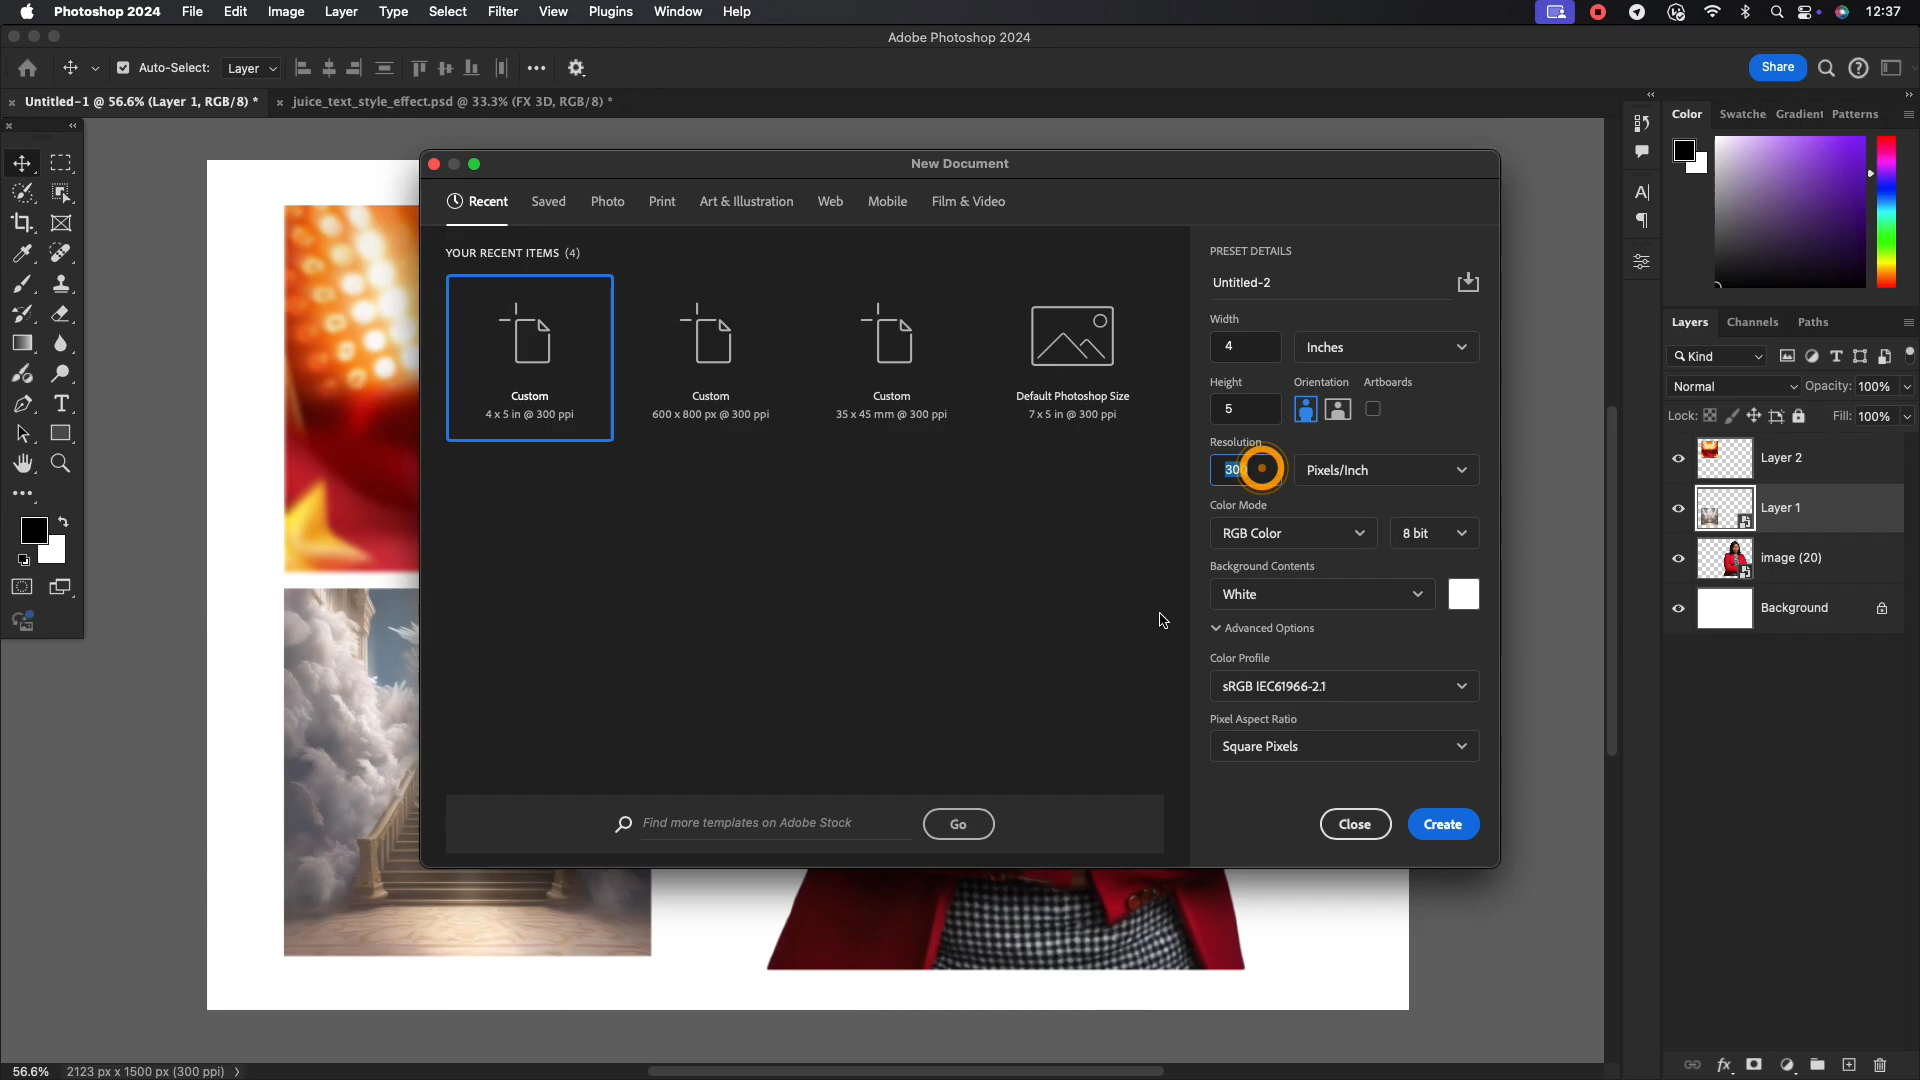 Photoshop 2024 File Edit Image Layer Type Select Filter View Plugins Window Help 12:37
Adobe Photoshop 2024
Auto-Select: Layer Share
Untitled-1 @ 56.6% (Layer 1, RGB/8) * juice_text_style_effect.psd @ 33.3% (FX 3D, RGB/8) *
Color Swatche Gradient Patterns
New Document
Recent Saved Photo Print Art & Illustration Web Mobile Film & Video
YOUR RECENT ITEMS (4)
Custom
4 x 5 in @ 300 ppi
Custom
600 x 800 px @ 300 ppi
Custom
35 x 45 mm @ 300 ppi
Default Photoshop Size
7 x 5 in @ 300 ppi
Find more templates on Adobe Stock Go
PRESET DETAILS
Untitled-2
Width
4 Inches
Height Orientation Artboards
5
Resolution
300 Pixels/Inch
Color Mode
RGB Color 8 bit
Background Contents
White
Advanced Options
Color Profile
sRGB IEC61966-2.1
Pixel Aspect Ratio
Square Pixels
Close Create
Layers Channels Paths
Kind
Normal Opacity: 100%
Lock: Fill: 100%
Layer 2
Layer 1
image (20)
Background
56.6% 2123 px x 1500 px (300 ppi)